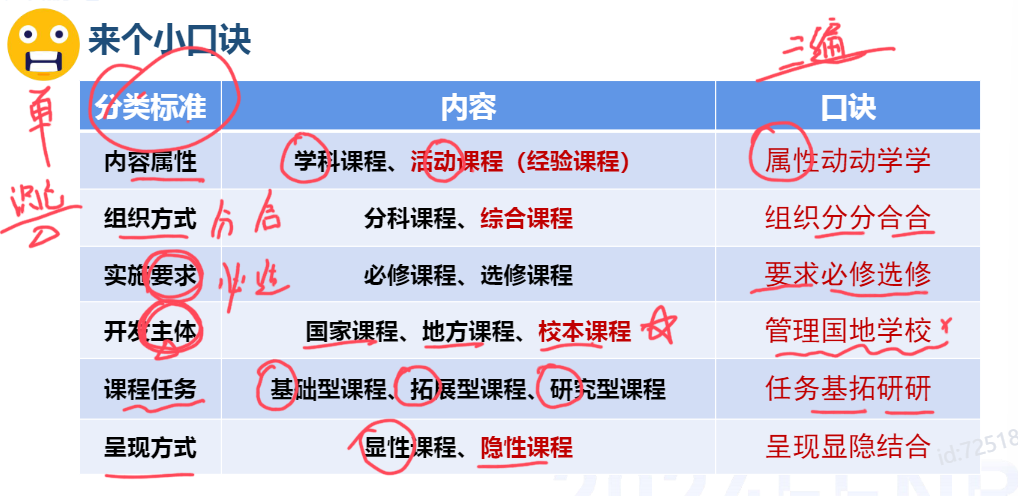 来个小口诀
三编
单
分类标准 内容 口诀
内容属性 学科课程、活动课程（经验课程） 属性动动学学
组织方式 分合 分科课程、综合课程 组织分分合合
实施要求 必选 必修课程、选修课程 要求必修选修
开发主体 国家课程、地方课程、校本课程 管理国地学校
课程任务 基础型课程、拓展型课程、研究型课程 任务基拓研研
呈现方式 显性课程、隐性课程 呈现显隐结合
id:72518